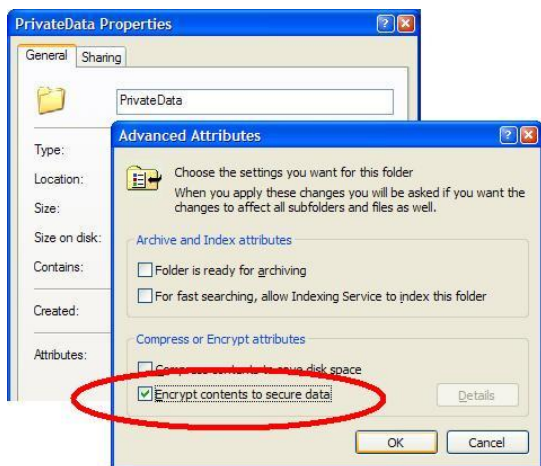 PrivateData Properties
General
Sharing
PrivateData
Type:
Location:
Size:
Size on disk:
Contains:
Created:
Attributes:
Advanced Attributes
Choose the settings you want for this folder
When you apply these changes you will be asked if you want the
changes to affect all subfolders and files as well.
Archive and Index attributes
Folder is ready for archiving
For fast searching, allow Indexing Service to index this folder
Compress or Encrypt attributes
Compress contents to save disk space
Encrypt contents to secure data
Details
OK
Cancel